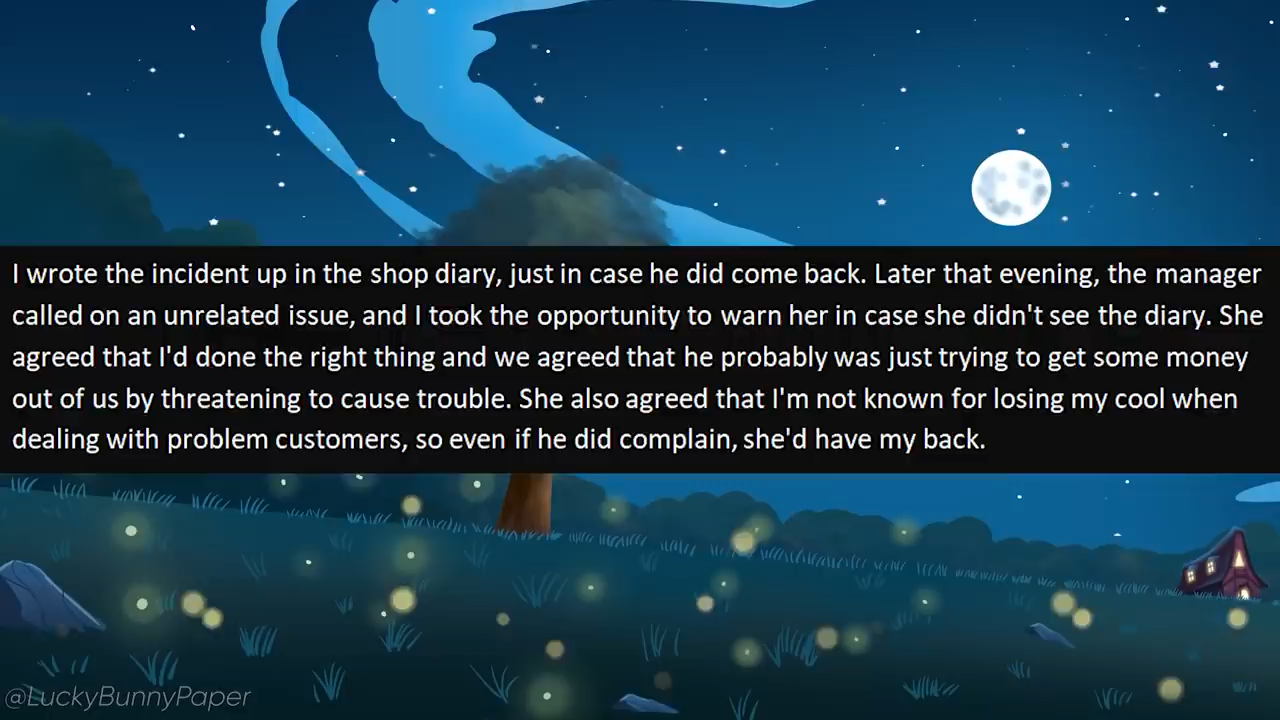 I wrote the incident up in the shop diary, just in case he did come back. Later that evening, the manager
called on an unrelated issue, and I took the opportunity to warn her in case she didn't see the diary. She
agreed that I'd done the right thing and we agreed that he probably was just trying to get some money
out of us by threatening to cause trouble. She also agreed that I'm not known for losing my cool when
dealing with problem customers, so even if he did complain, she'd have my back.
@LuckyBunnyPaper